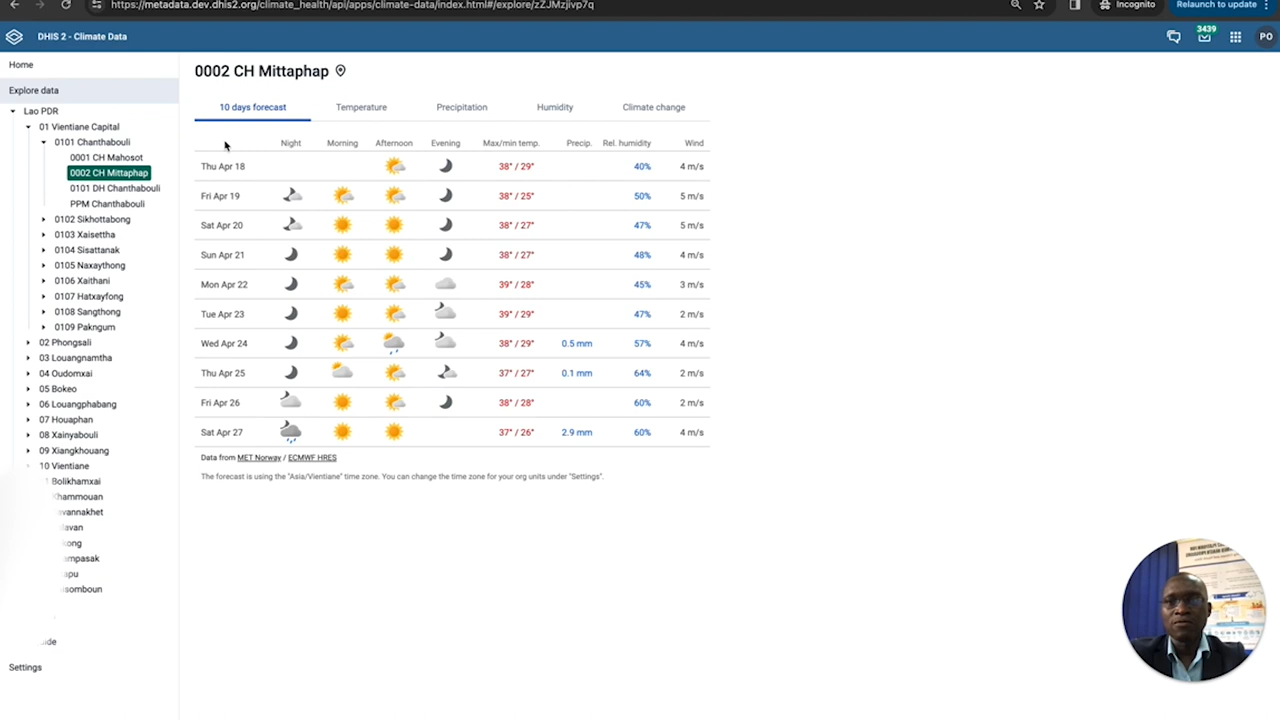 https://metadata.dev.dhis2.org/climate_health/api/apps/climate-data/index.html#/explore/zZJMzjivp7q
Incognito
Relaunch to update
DHIS 2 - Climate Data
3439
PO
Home
Explore data
Lao PDR
01 Vientiane Capital
0101 Chanthabouli
0001 CH Mahosot
0002 CH Mittaphap
0101 DH Chanthabouli
PPM Chanthabouli
0102 Sikhottabong
0103 Xaisettha
0104 Sisattanak
0105 Naxaythong
0106 Xaithani
0107 Hatxayfong
0108 Sangthong
0109 Pakngum
02 Phongsali
03 Louangnamtha
04 Oudomxai
05 Bokeo
06 Louangphabang
07 Houaphan
08 Xainyabouli
09 Xiangkhouang
10 Vientiane
Bolikhamxai
Settings
0002 CH Mittaphap
10 days forecast Temperature Precipitation Humidity Climate change
Night Morning Afternoon Evening Max/min temp. Precip. Rel. humidity Wind
Thu Apr 18 38° / 29° 40% 4 m/s
Fri Apr 19 38° / 25° 50% 5 m/s
Sat Apr 20 38° / 27° 47% 5 m/s
Sun Apr 21 38° / 27° 48% 4 m/s
Mon Apr 22 39° / 28° 45% 3 m/s
Tue Apr 23 39° / 29° 47% 2 m/s
Wed Apr 24 38° / 29° 0.5 mm 57% 4 m/s
Thu Apr 25 37° / 27° 0.1 mm 64% 2 m/s
Fri Apr 26 38° / 28° 60% 2 m/s
Sat Apr 27 37° / 26° 2.9 mm 60% 4 m/s
Data from MET Norway / ECMWF HRES
The forecast is using the "Asia/Vientiane" time zone. You can change the time zone for your org units under "Settings".